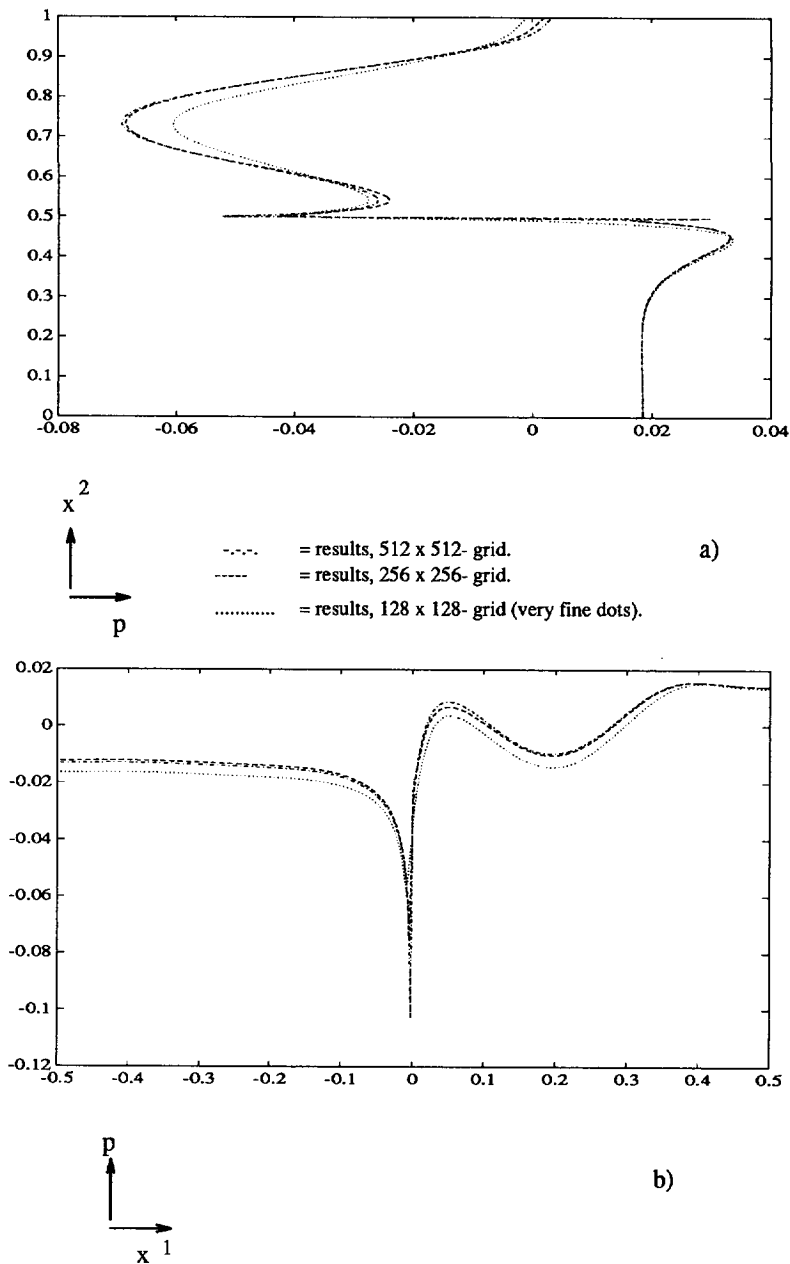 1
0.9
0.8
0.7
0.6
0.5
0.4
0.3
0.2
0.1
0
-0.08 -0.06 -0.04 -0.02 0 0.02 0.04
x 2
p
= results, 512 x 512- grid.
= results, 256 x 256- grid.
= results, 128 x 128- grid (very fine dots).
a)
0.02
0
-0.02
-0.04
-0.06
-0.08
-0.1
-0.12
-0.5 -0.4 -0.3 -0.2 -0.1 0 0.1 0.2 0.3 0.4 0.5
p
x 1
b)